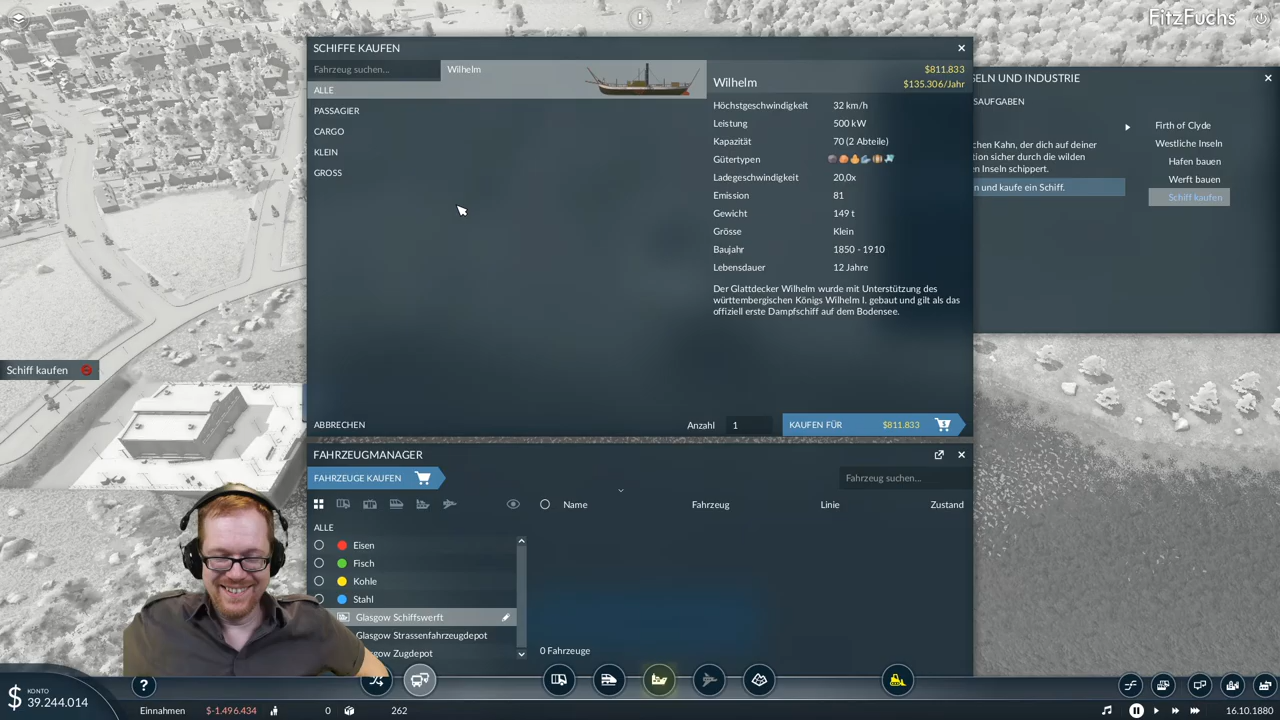 FitzFuchs
SCHIFFE KAUFEN
Fahrzeug suchen...
ALLE
PASSAGIER
CARGO
KLEIN
GROSS
Wilhelm
Wilhelm
$811.833
$135.306/Jahr
Höchstgeschwindigkeit 32 km/h
Leistung 500 kW
Kapazität 70 (2 Abteile)
Gütertypen
Ladegeschwindigkeit 20,0x
Emission 81
Gewicht 149 t
Grösse Klein
Baujahr 1850 - 1910
Lebensdauer 12 Jahre
Der Glattdecker Wilhelm wurde mit Unterstützung des
württembergischen Königs Wilhelm I. gebaut und gilt als das
offiziell erste Dampfschiff auf dem Bodensee.
ABBRECHEN
Anzahl 1
KAUFEN FÜR $811.833
SELN UND INDUSTRIE
SAUFGABEN
chen Kahn, der dich auf deiner
tion sicher durch die wilden
en Inseln schippert.
n und kaufe ein Schiff.
Firth of Clyde
Westliche Inseln
Hafen bauen
Werft bauen
Schiff kaufen
Schiff kaufen
FAHRZEUGMANAGER
FAHRZEUGE KAUFEN
Fahrzeug suchen...
Name Fahrzeug Linie Zustand
ALLE
Eisen
Fisch
Kohle
Stahl
Glasgow Schiffswerft
Glasgow Strassenfahrzeugdepot
gow Zugdepot
0 Fahrzeuge
$ KONTO
39.244.014
?
Einnahmen $-1.496.434 0 262
16.10.1880